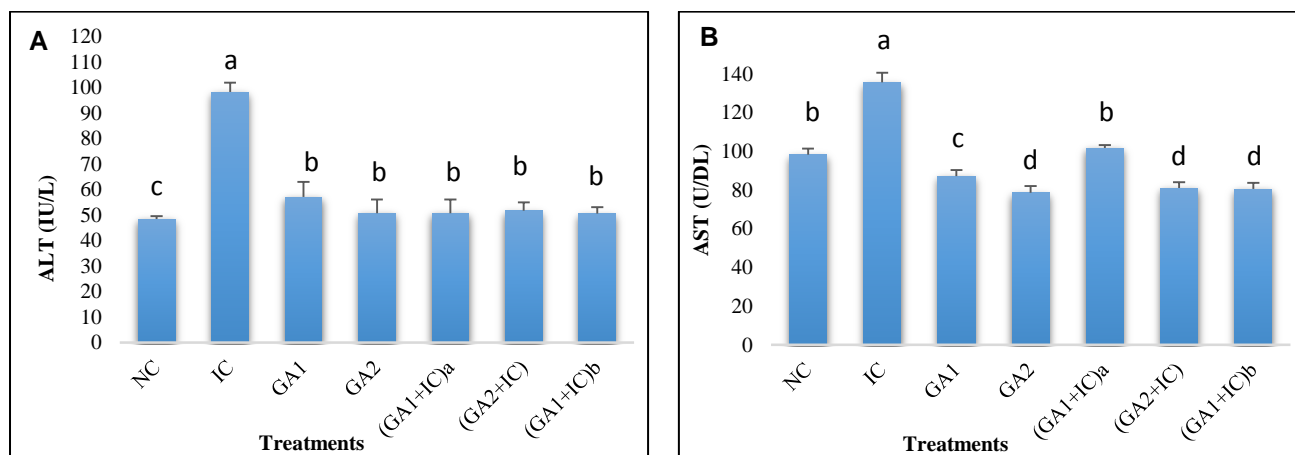 A
120
110
100
90
80
70
60
50
40
30
20
10
0
ALT (IU/L)
c
a
b
b
b
b
b
NC
IC
GA1
GA2
(GA1+IC)a
(GA2+IC)
(GA1+IC)b
Treatments
B
140
120
100
80
60
40
20
0
AST (U/DL)
b
a
c
d
b
d
d
NC
IC
GA1
GA2
(GA1+IC)a
(GA2+IC)
(GA1+IC)b
Treatments